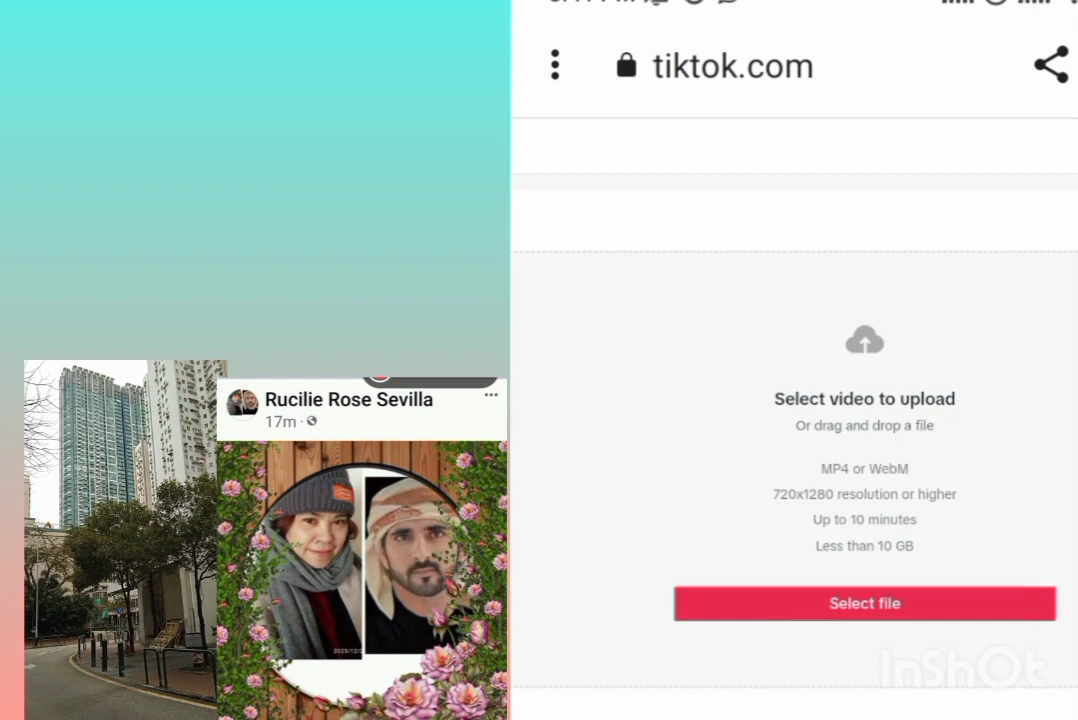 tiktok.com
Rucilie Rose Sevilla
17m ·
Select video to upload
Or drag and drop a file
MP4 or WebM
720x1280 resolution or higher
Up to 10 minutes
Less than 10 GB
Select file
InShOt